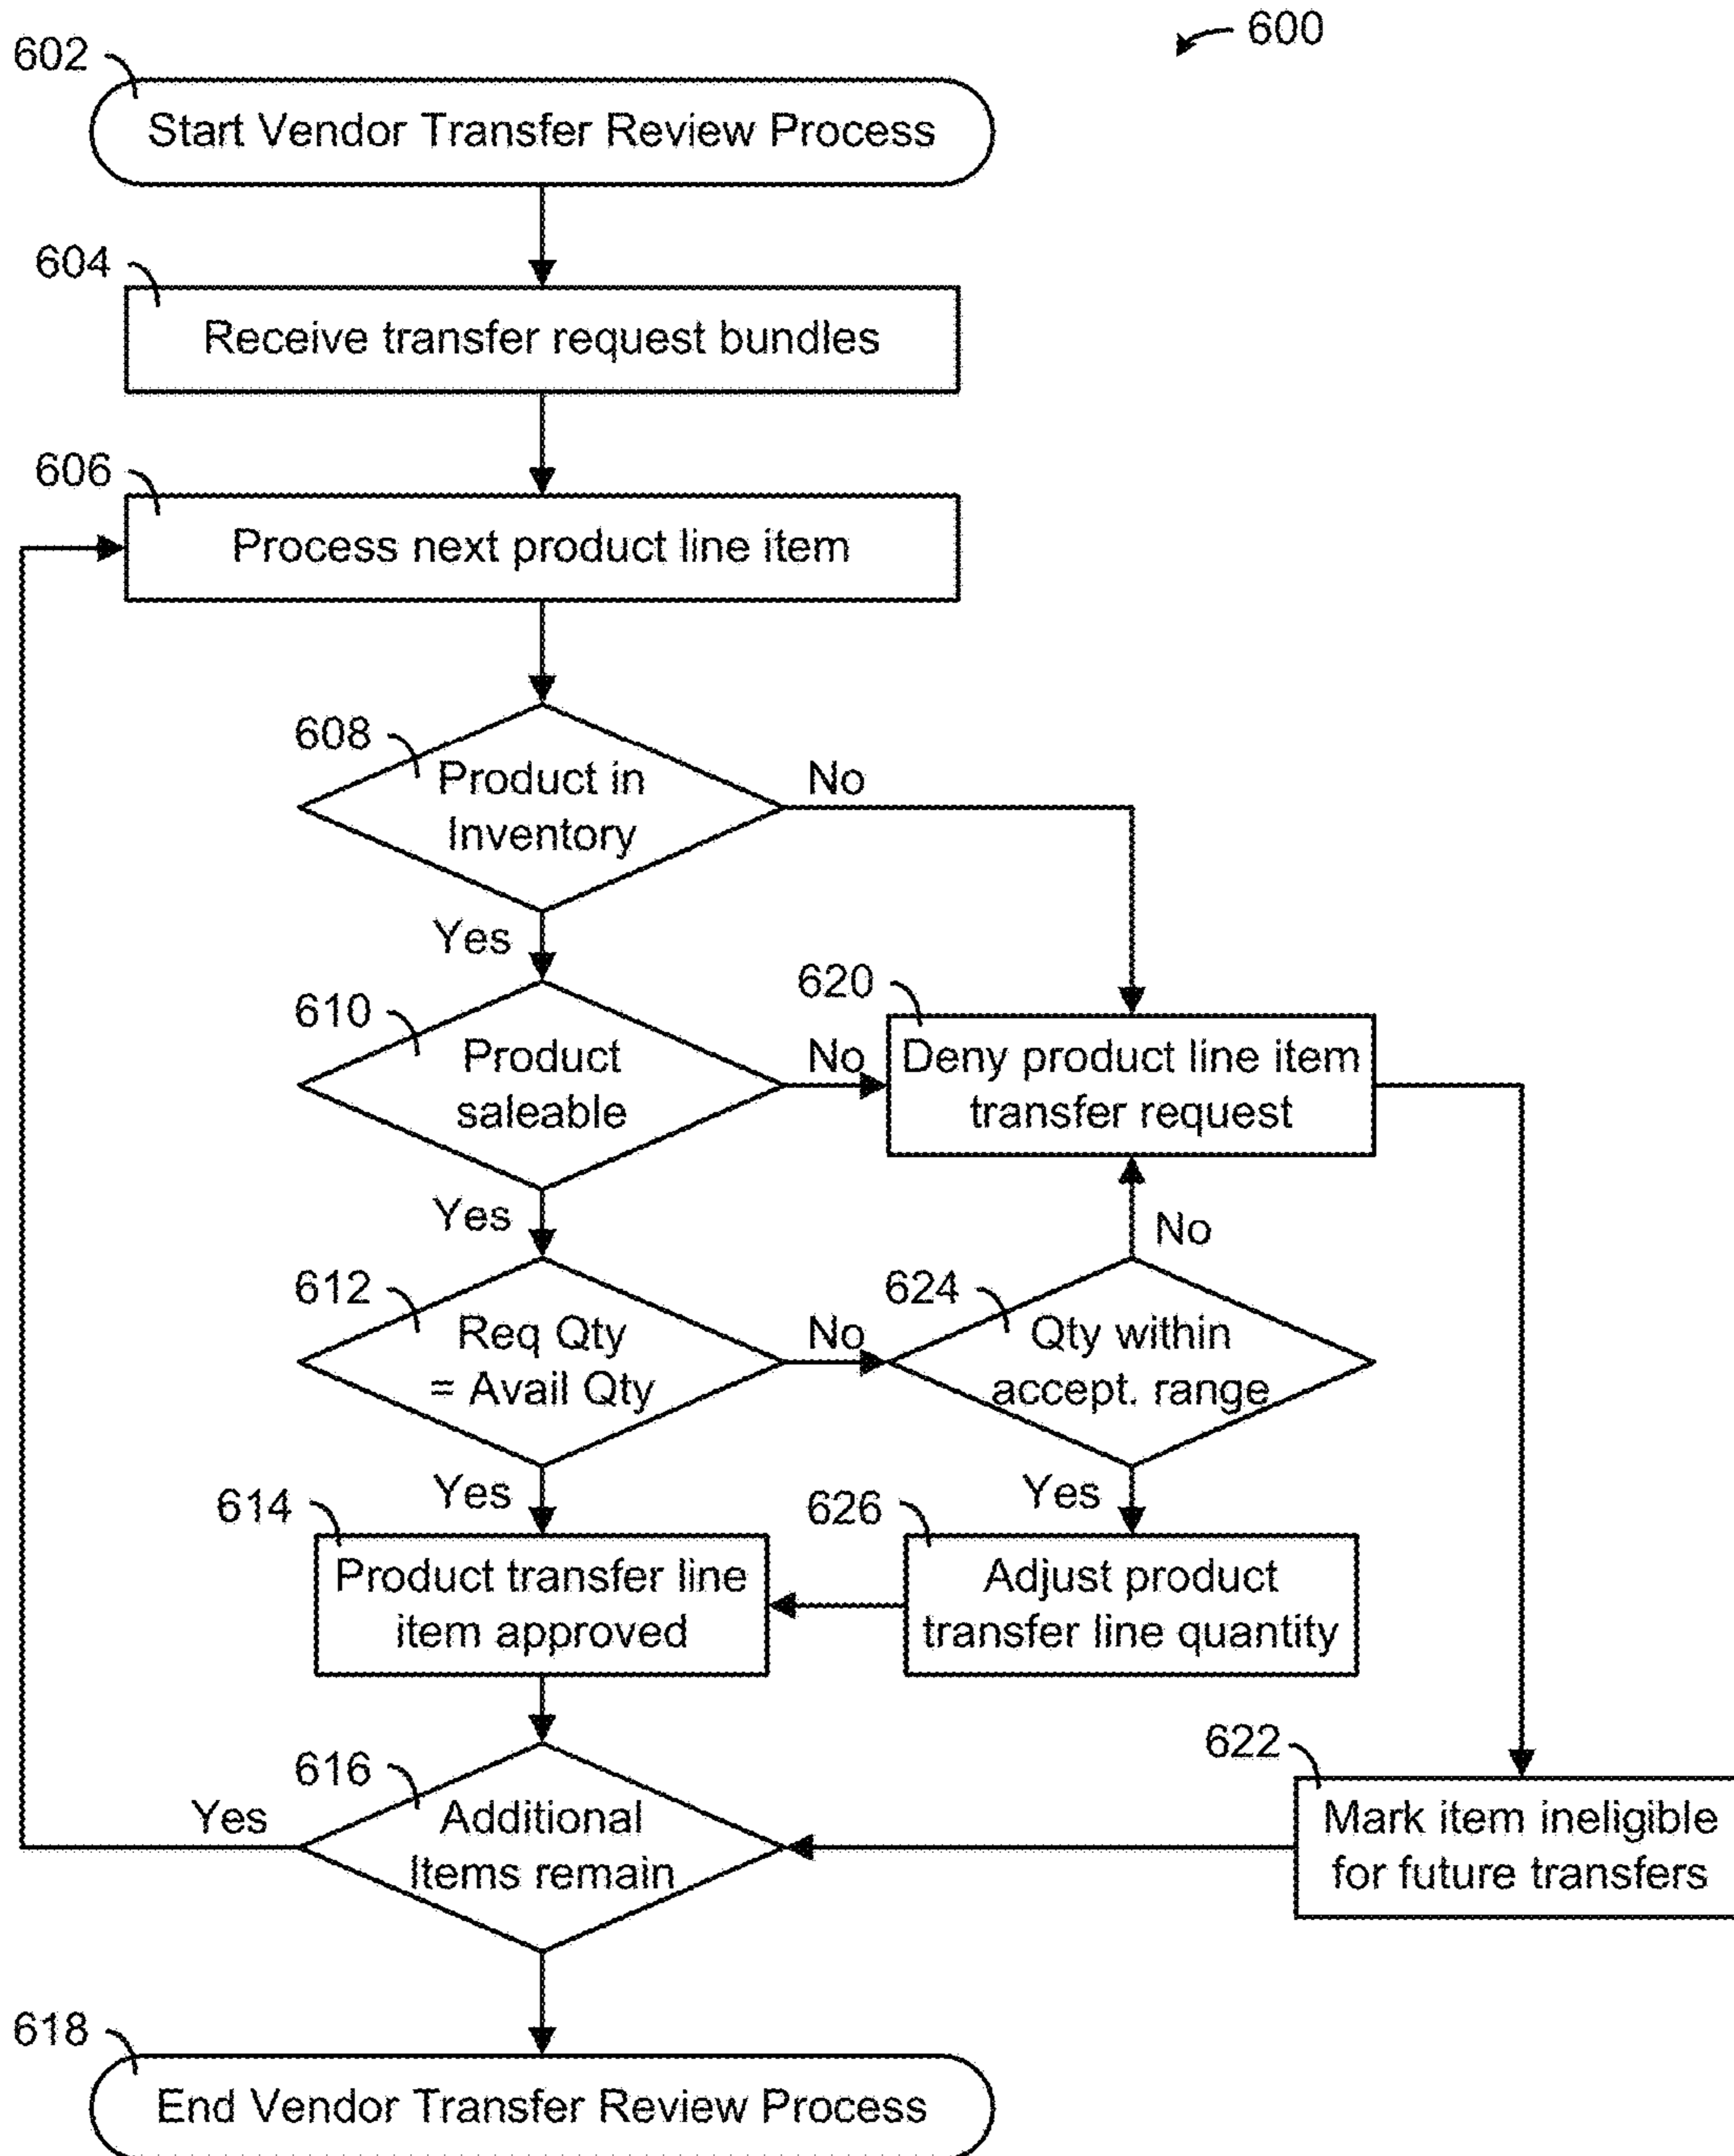 600
602
Start Vendor Transfer Review Process
604
Receive transfer request bundles
606
Process next product line item
608
Product in
Inventory
No
Yes
610
Product
saleable
No
620
Deny product line item
transfer request
Yes
No
612
Req Qty
= Avail Qty
No
624
Qty within
accept. range
Yes
Yes
614
Product transfer line
item approved
626
Adjust product
transfer line quantity
616
Additional
Items remain
Yes
622
Mark item ineligible
for future transfers
618
End Vendor Transfer Review Process